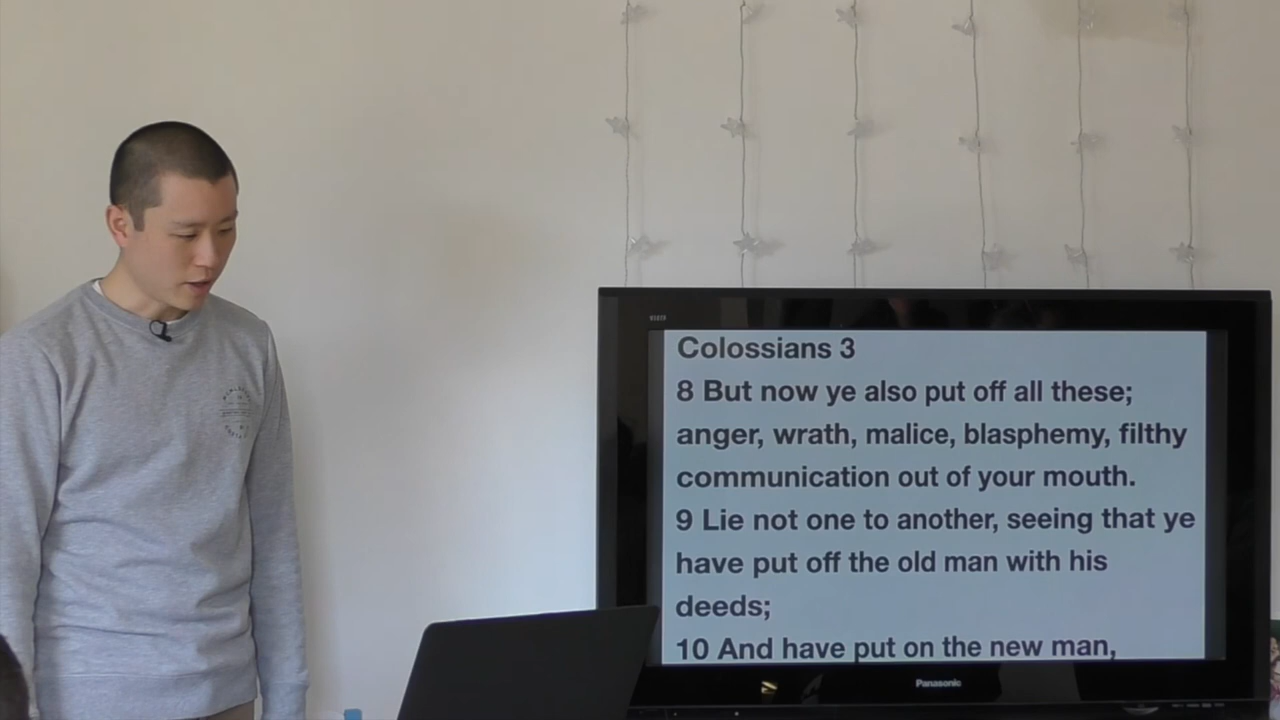 Colossians 3
8 But now ye also put off all these;
anger, wrath, malice, blasphemy, filthy
communication out of your mouth.
9 Lie not one to another, seeing that ye
have put off the old man with his
deeds;
10 And have put on the new man,
Panasonic